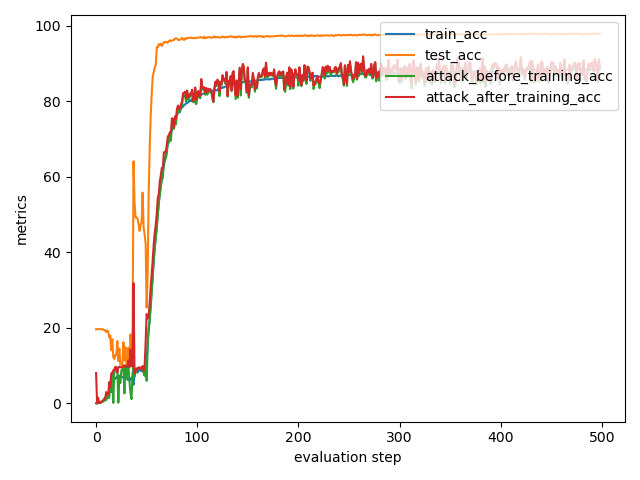 100
80
60
40
20
0
metrics
0
100
200
300
400
500
evaluation step
train_acc
test_acc
attack_before_training_acc
attack_after_training_acc